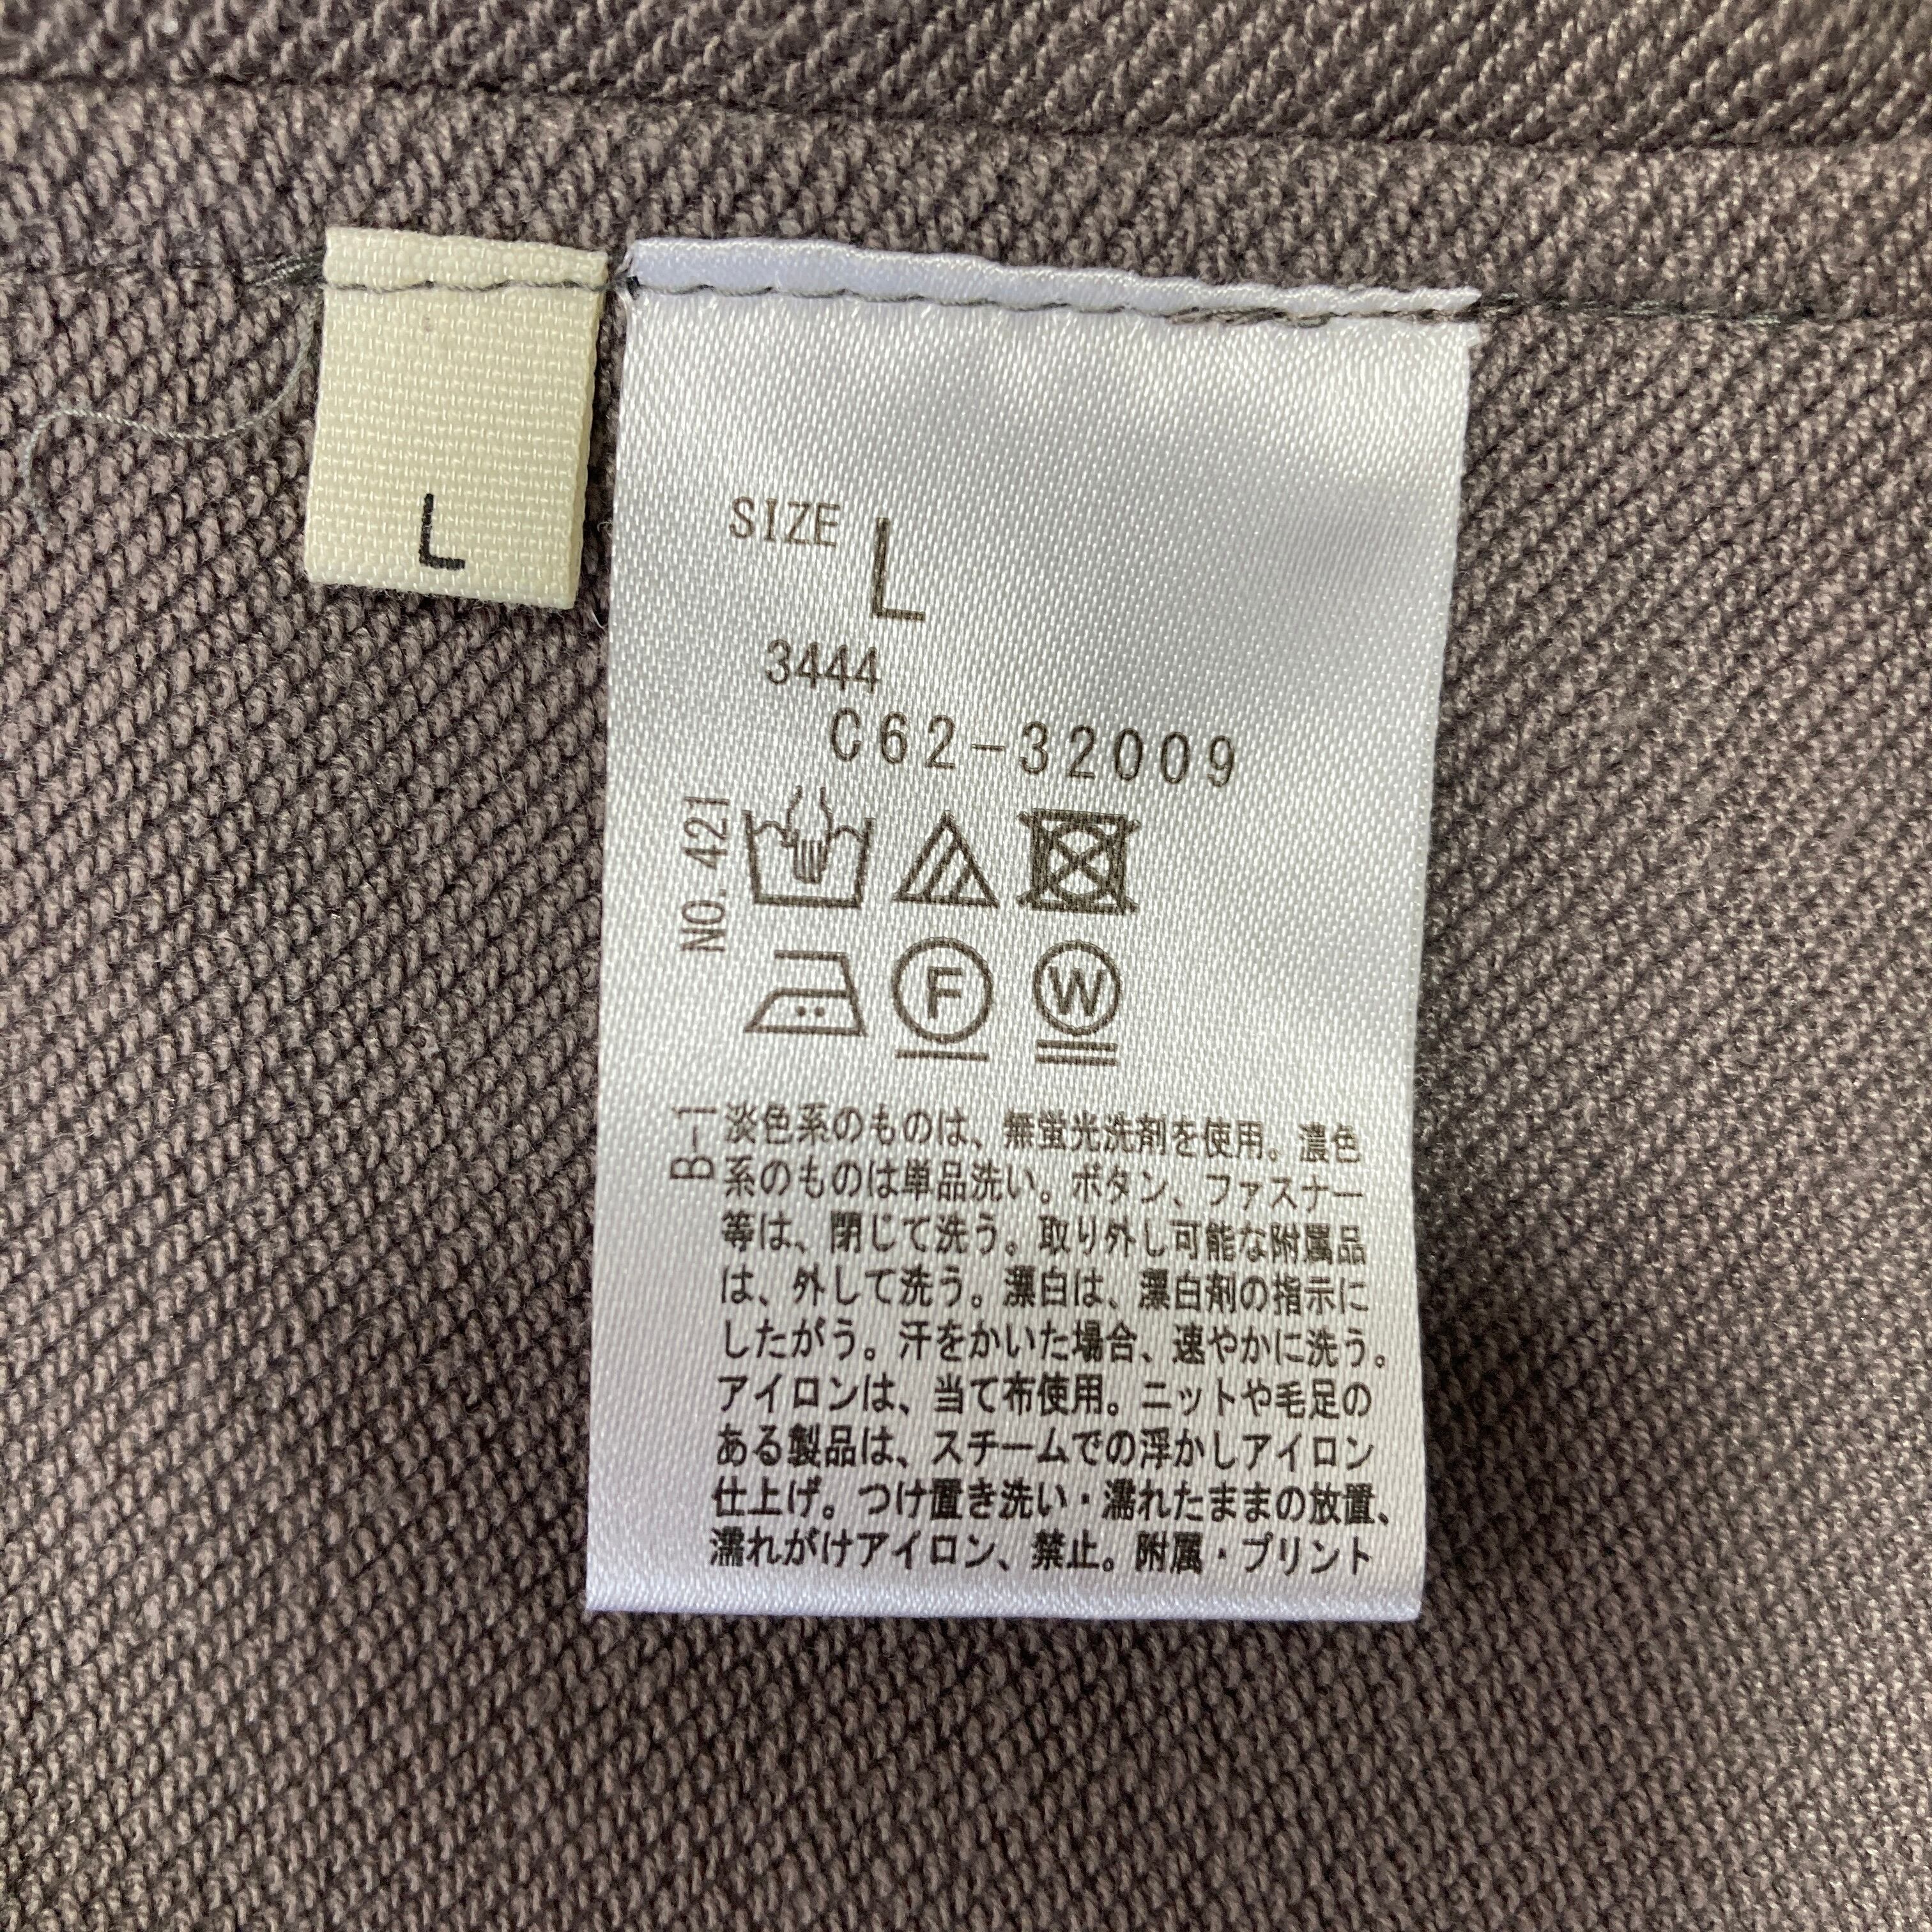 L
SIZE L
3444
C62-32009
NO. 421
F W
B-1
淡色系のものは、無蛍光洗剤を使用。濃色
系のものは単品洗い。ボタン、ファスナー
等は、閉じて洗う。取り外し可能な附属品
は、外して洗う。漂白は、漂白剤の指示に
したがう。汗をかいた場合、速やかに洗う。
アイロンは、当て布使用。ニットや毛足の
ある製品は、スチームでの浮かしアイロン
仕上げ。つけ置き洗い・濡れたままの放置、
濡れがけアイロン、禁止。附属・プリント